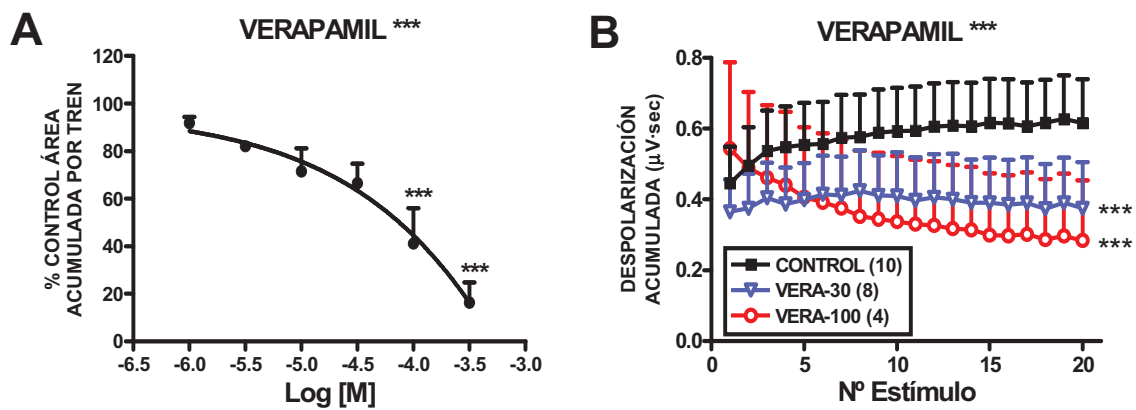 A
VERAPAMIL ***
% CONTROL ÁREA
ACUMULADA POR TREN
120
100
80
60
40
20
0
***
***
-6.5 -6.0 -5.5 -5.0 -4.5 -4.0 -3.5 -3.0
Log [M]
B
VERAPAMIL ***
DESPOLARIZACIÓN
ACUMULADA (µV·sec)
0.8
0.6
0.4
0.2
0.0
***
***
CONTROL (10)
VERA-30 (8)
VERA-100 (4)
0 5 10 15 20
Nº Estímulo